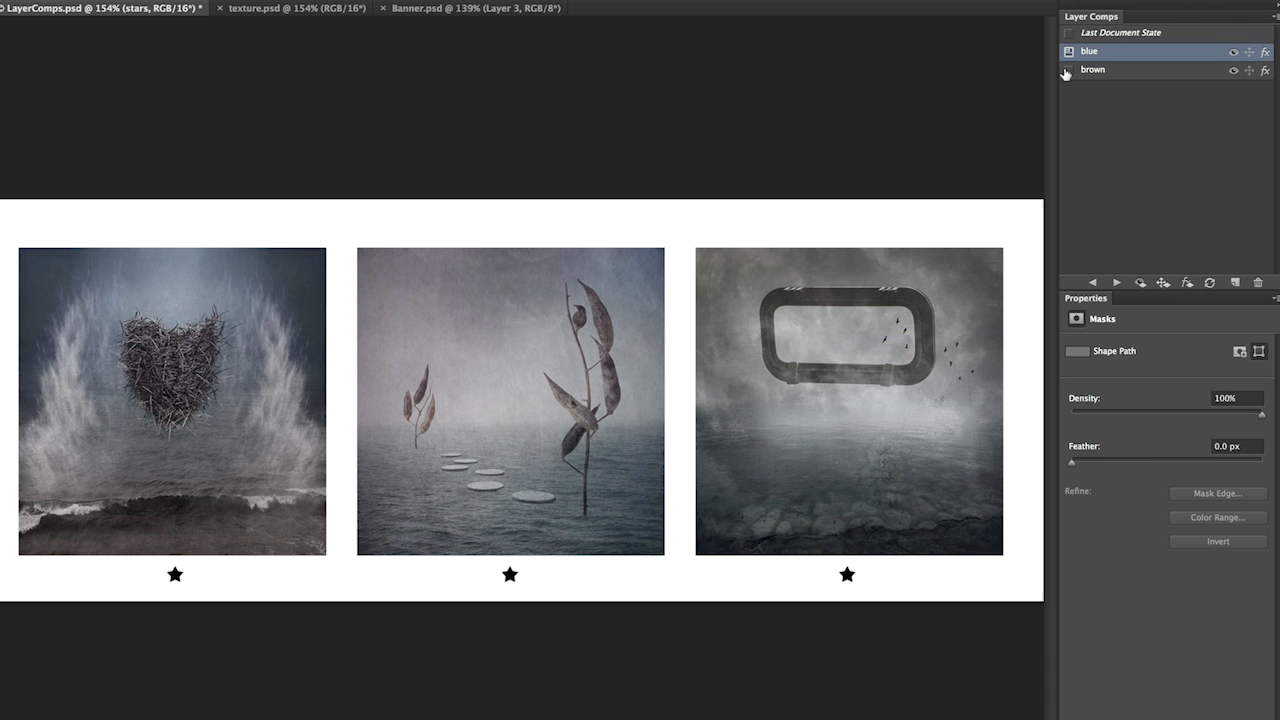 © LayerComps.psd @ 154% (stars, RGB/16*) *
× texture.psd @ 154% (RGB/16*)
× Banner.psd @ 139% (Layer 3, RGB/8*)
Layer Comps
Last Document State
blue
fx
brown
fx
Properties
Masks
Shape Path
Density:
100%
Feather:
0.0 px
Refine:
Mask Edge...
Color Range...
Invert